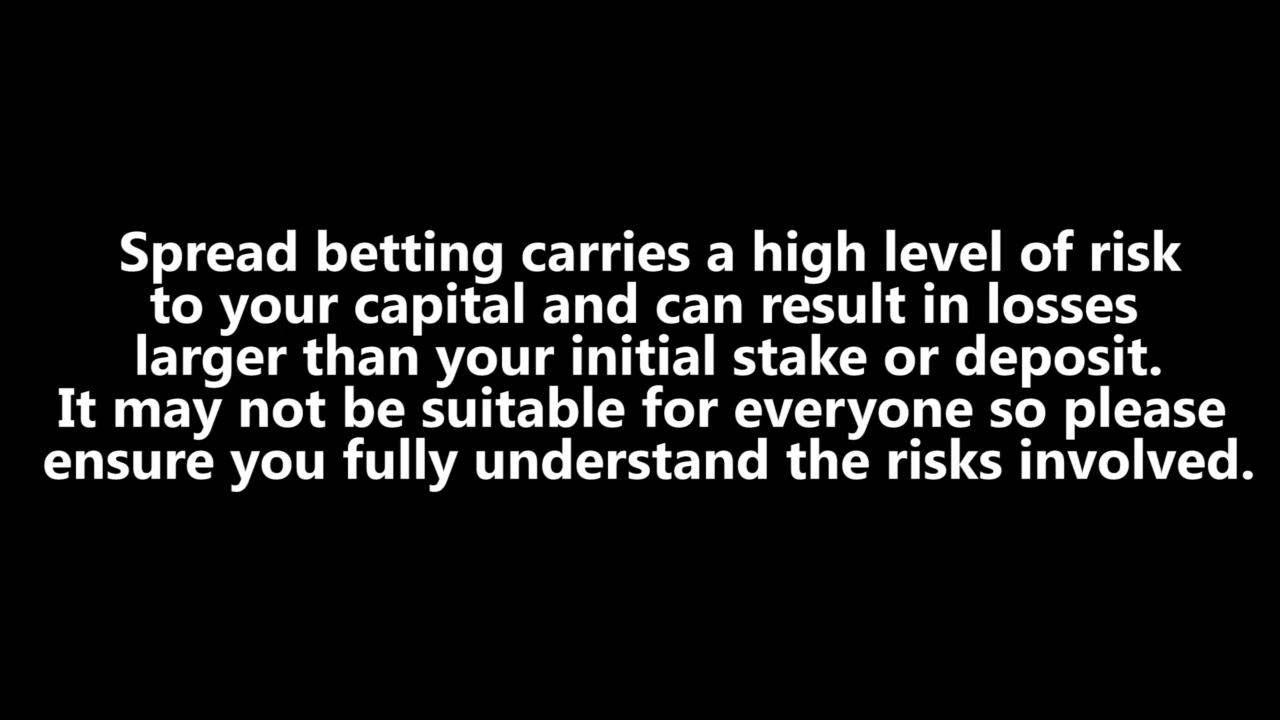 Spread betting carries a high level of risk
to your capital and can result in losses
larger than your initial stake or deposit.
It may not be suitable for everyone so please
ensure you fully understand the risks involved.